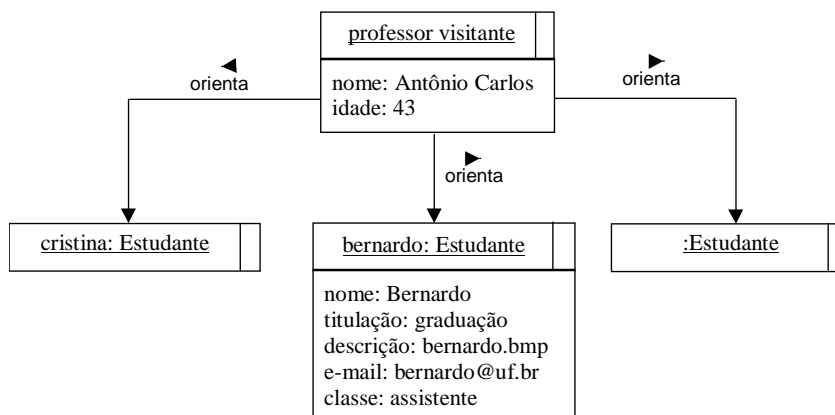 professor visitante
nome: Antônio Carlos
idade: 43
orienta
orienta
orienta
cristina: Estudante
bernardo: Estudante
nome: Bernardo
titulação: graduação
descrição: bernardo.bmp
e-mail: bernardo@uf.br
classe: assistente
:Estudante